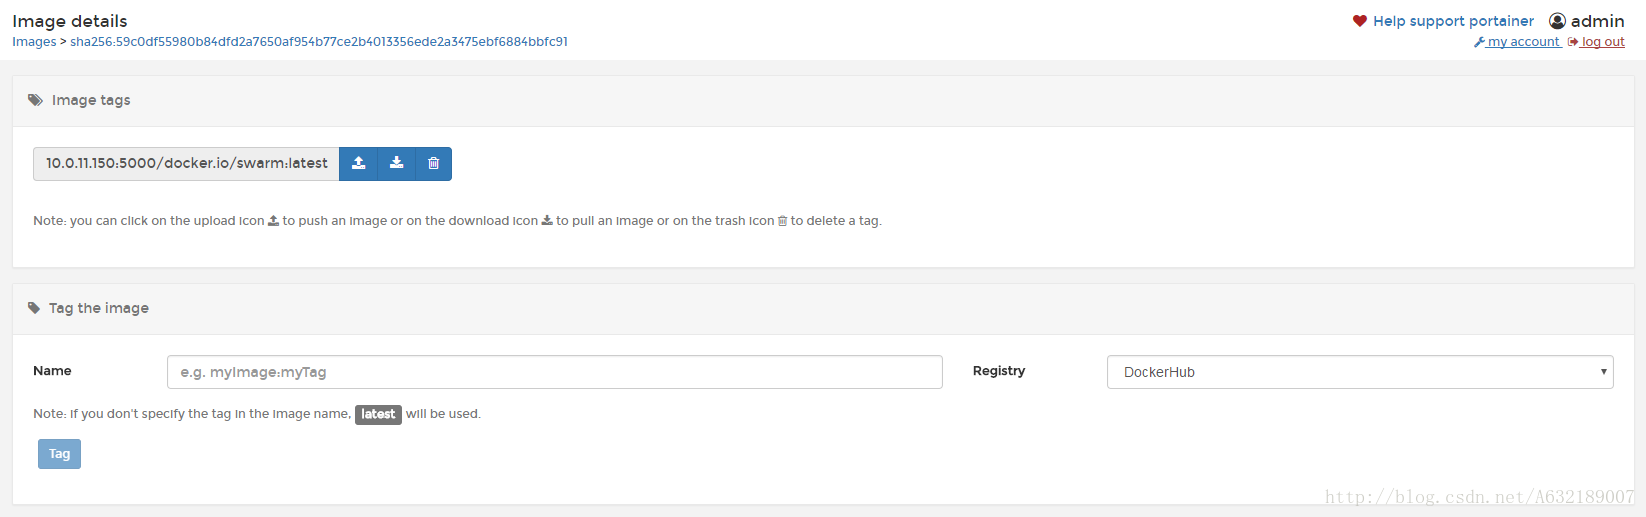 Image details
Help support portainer admin
Images > sha256:59c0df55980b84dfd2a7650af954b77ce2b4013356ede2a3475ebf6884bbfc91
my account log out
Image tags
10.0.11.150:5000/docker.io/swarm:latest
Note: you can click on the upload icon to push an image or on the download icon to pull an image or on the trash icon to delete a tag.
Tag the image
Name e.g. myImage:myTag Registry DockerHub
Note: if you don't specify the tag in the image name, latest will be used.
Tag
http://blog.csdn.net/A632189007